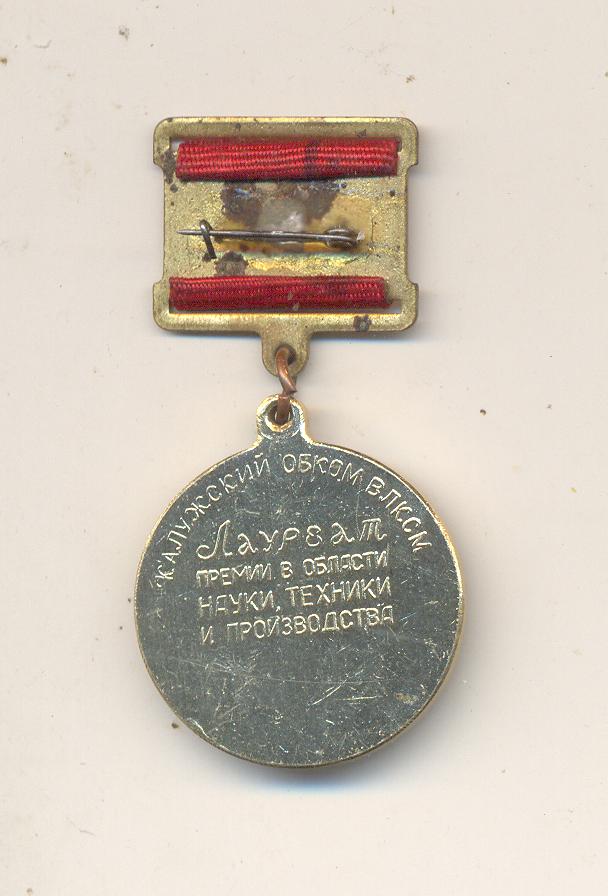 КАЛУЖСКИЙ ОБКОМ ВЛКСМ
Лауреат
ПРЕМИИ В ОБЛАСТИ
НАУКИ, ТЕХНИКИ
И ПРОИЗВОДСТВА